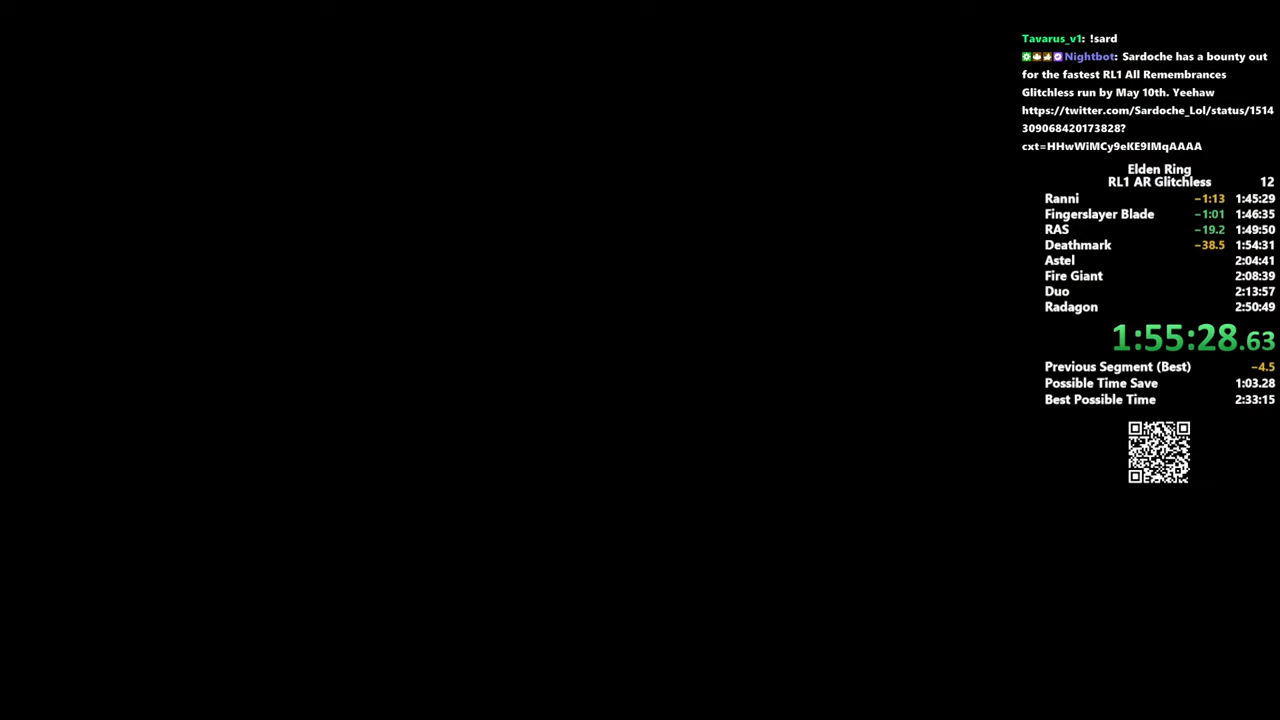 Tavarus_v1: !sard
Nightbot: Sardoche has a bounty out
for the fastest RL1 All Remembrances
Glitchless run by May 10th. Yeehaw
https://twitter.com/Sardoche_Lol/status/1514
309068420173828?
cxt=HHwWiMCy9eKE9IMqAAAA
Elden Ring
RL1 AR Glitchless 12
Ranni −1:13 1:45:29
Fingerslayer Blade −1:01 1:46:35
RAS −19.2 1:49:50
Deathmark −38.5 1:54:31
Astel 2:04:41
Fire Giant 2:08:39
Duo 2:13:57
Radagon 2:50:49
1:55:28.63
Previous Segment (Best) −4.5
Possible Time Save 1:03.28
Best Possible Time 2:33:15